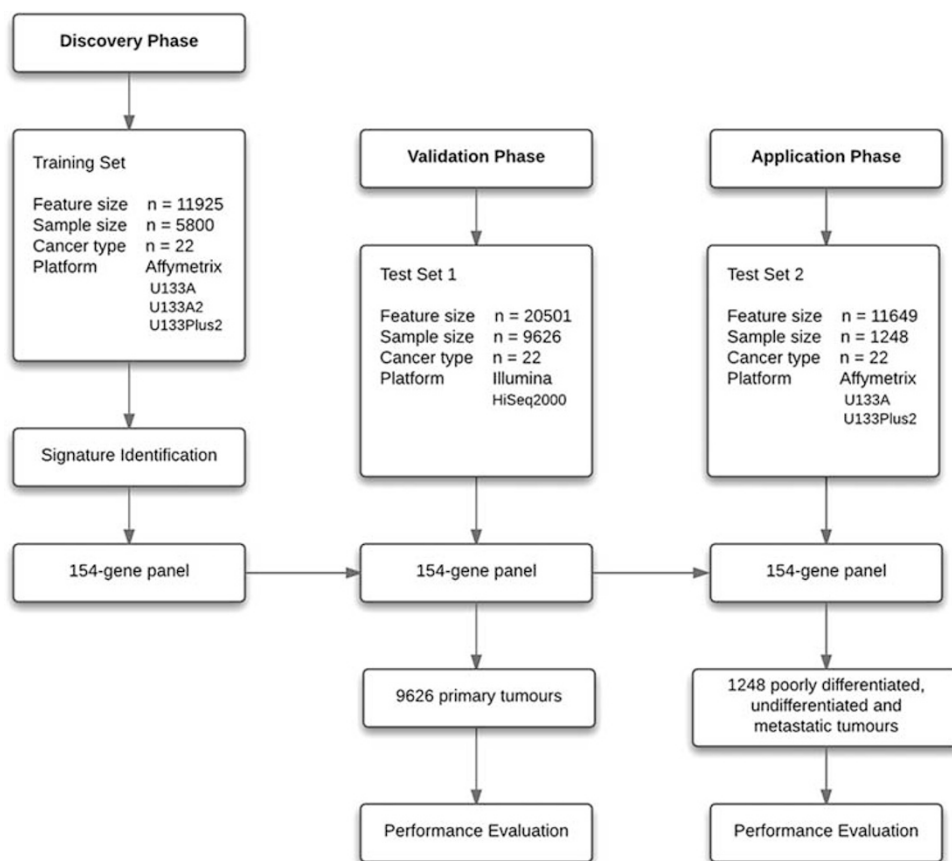 Discovery Phase
Training Set
Feature size n = 11925
Sample size n = 5800
Cancer type n = 22
Platform Affymetrix
U133A
U133A2
U133Plus2
Signature Identification
154-gene panel
Validation Phase
Test Set 1
Feature size n = 20501
Sample size n = 9626
Cancer type n = 22
Platform Illumina
HiSeq2000
154-gene panel
9626 primary tumours
Performance Evaluation
Application Phase
Test Set 2
Feature size n = 11649
Sample size n = 1248
Cancer type n = 22
Platform Affymetrix
U133A
U133Plus2
154-gene panel
1248 poorly differentiated,
undifferentiated and
metastatic tumours
Performance Evaluation